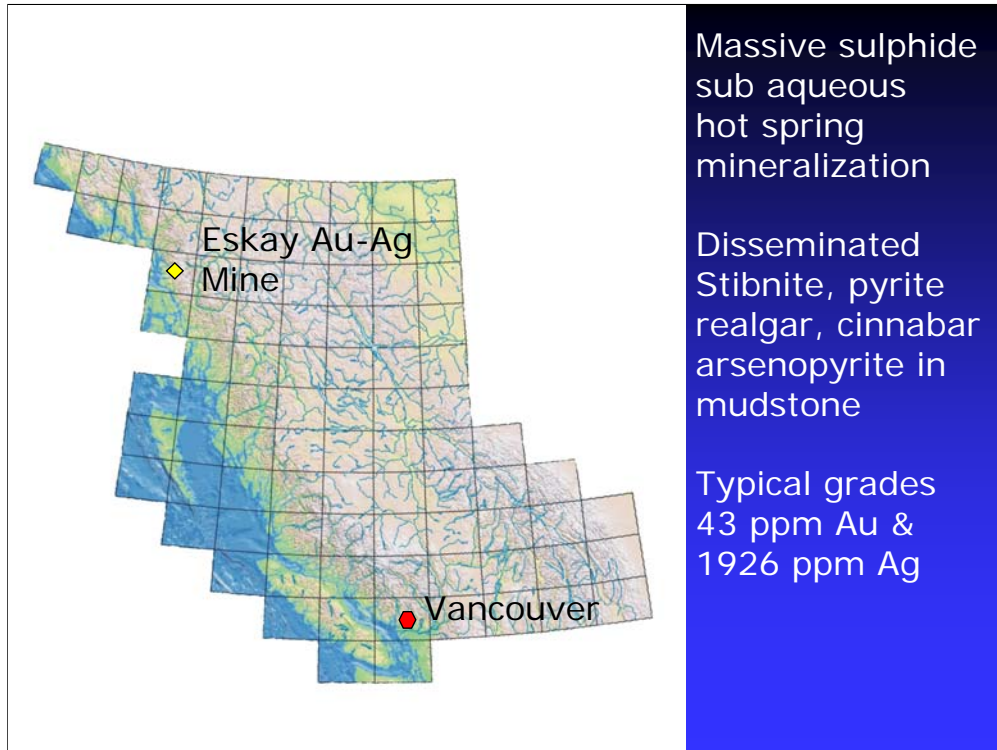 Massive sulphide
sub aqueous
hot spring
mineralization
Disseminated
Stibnite, pyrite
realgar, cinnabar
arsenopyrite in
mudstone
Typical grades
43 ppm Au &
1926 ppm Ag
Eskay Au-Ag
Mine
Vancouver